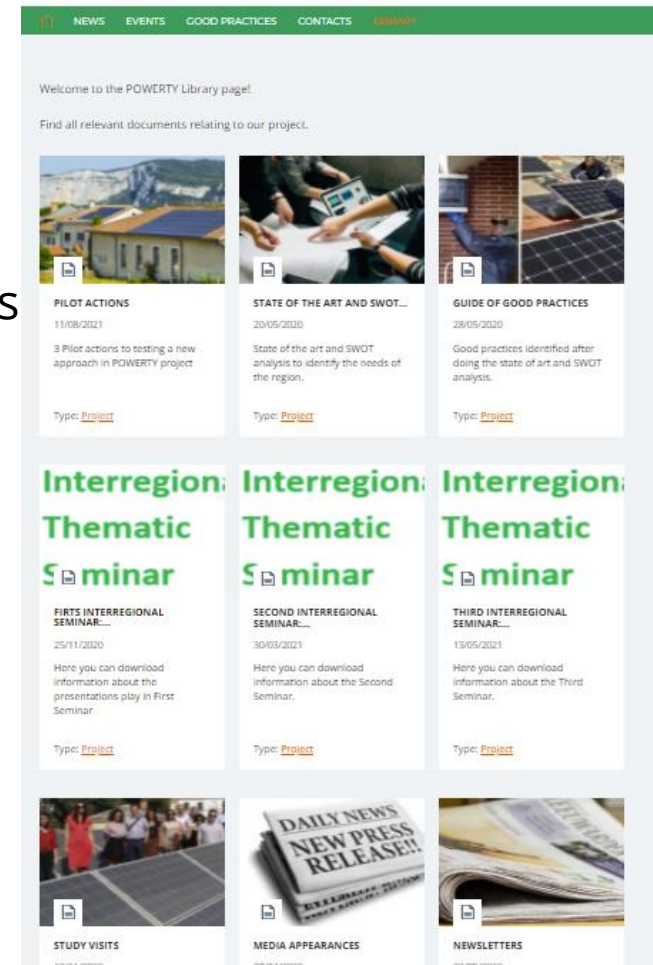 NEWS EVENTS GOOD PRACTICES CONTACTS LIBRARY
Welcome to the POWERTY Library page!
Find all relevant documents relating to our project.
s
PILOT ACTIONS
11/08/2021
3 Pilot actions to testing a new
approach in POWERTY project
Type: Project
STATE OF THE ART AND SWOT...
20/05/2020
State of the art and SWOT
analysis to identify the needs of
the region.
Type: Project
GUIDE OF GOOD PRACTICES
28/05/2020
Good practices identified after
doing the state of art and SWOT
analysis.
Type: Project
Interregion
Thematic
S minar
FIRTS INTERREGIONAL
SEMINAR:...
25/11/2020
Here you can download
information about the
presentations play in First
Seminar
Type: Project
Interregion
Thematic
S minar
SECOND INTERREGIONAL
SEMINAR:...
30/03/2021
Here you can download
information about the Second
Seminar.
Type: Project
Interregion
Thematic
S minar
THIRD INTERREGIONAL
SEMINAR:...
13/05/2021
Here you can download
information about the Third
Seminar.
Type: Project
STUDY VISITS
DAILY NEWS
NEW PRESS
RELEASE!!
MEDIA APPEARANCES
NEWSLETTERS